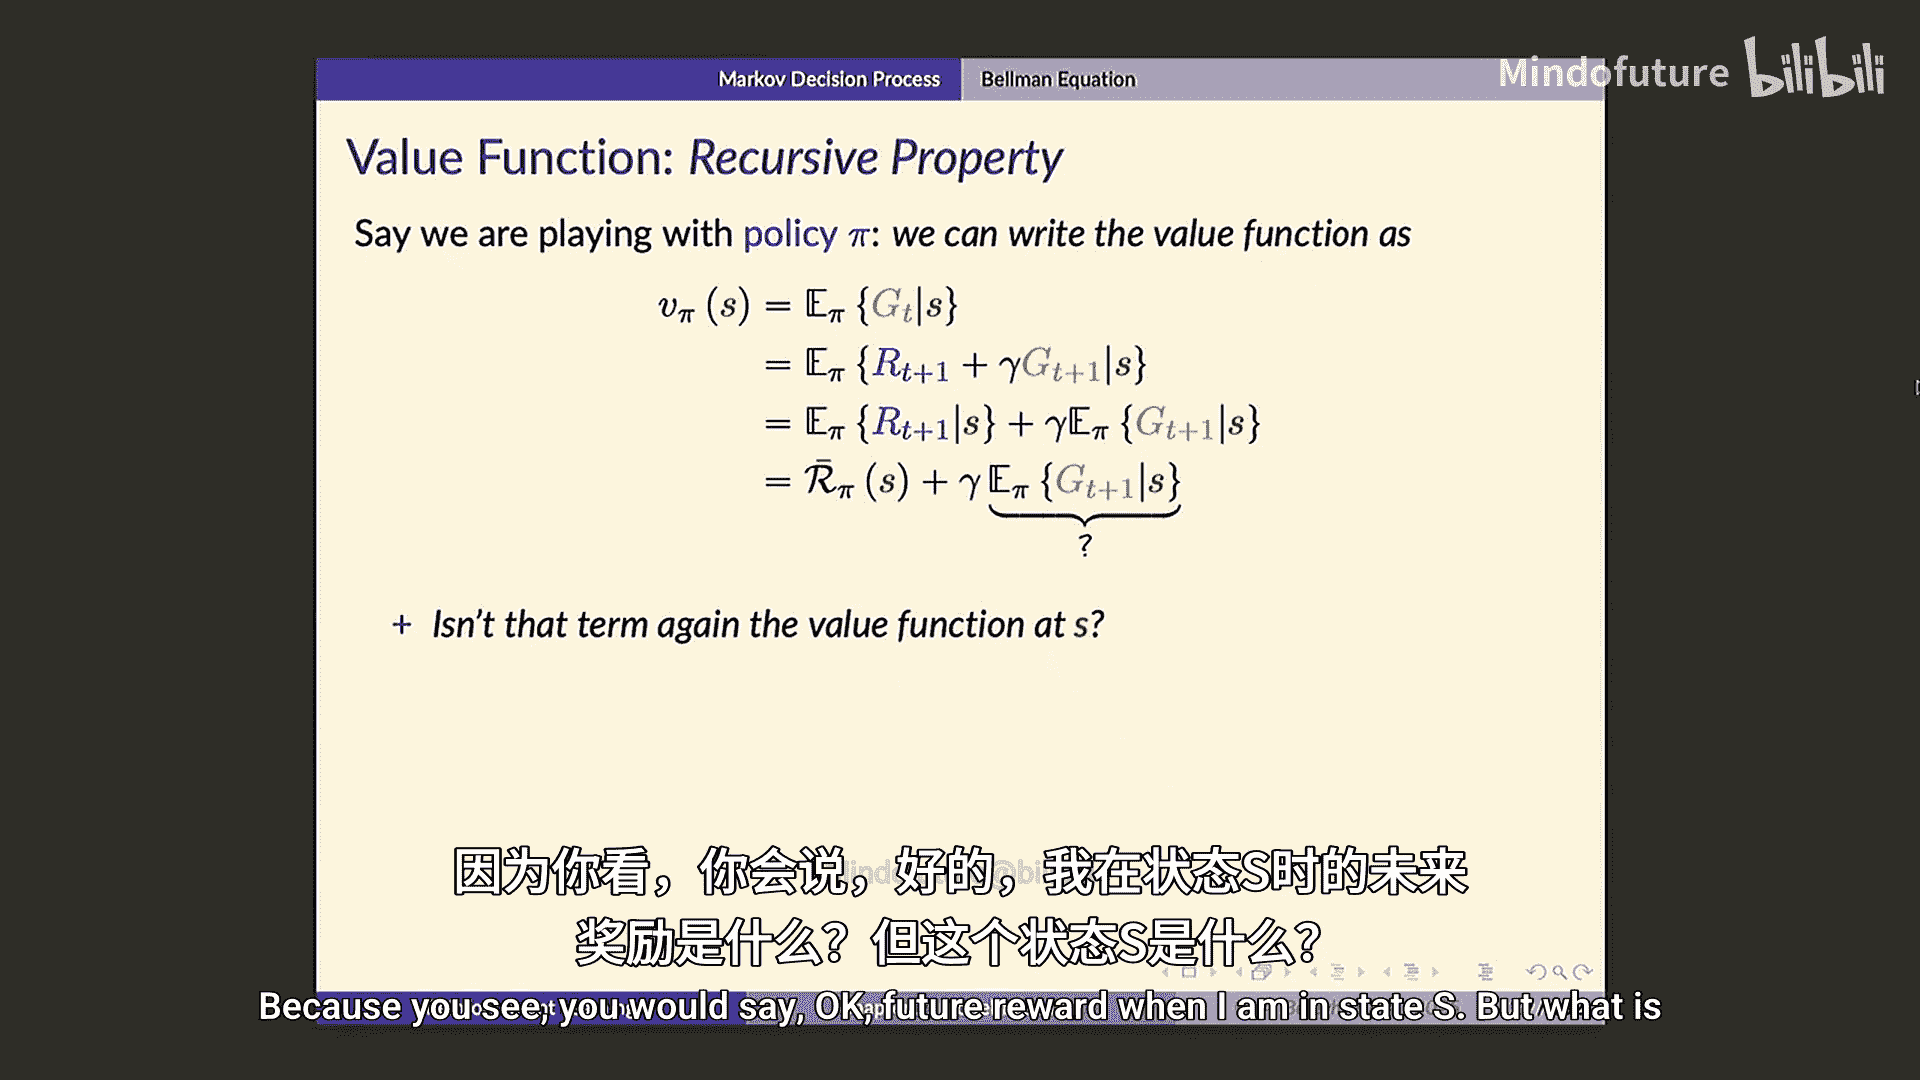 Mindofuture bilibili
Markov Decision Process Bellman Equation
Value Function: Recursive Property
Say we are playing with policy π: we can write the value function as
v_π (s) = 𝔼_π {G_t|s}
= 𝔼_π {R_{t+1} + γG_{t+1}|s}
= 𝔼_π {R_{t+1}|s} + γ𝔼_π {G_{t+1}|s}
= R̄_π (s) + γ 𝔼_π {G_{t+1}|s}
?
+ Isn't that term again the value function at s?
因为你看，你会说，好的，我在状态S时的未来
奖励是什么？但这个状态S是什么？
Because you see, you would say, OK, future reward when I am in state S. But what is